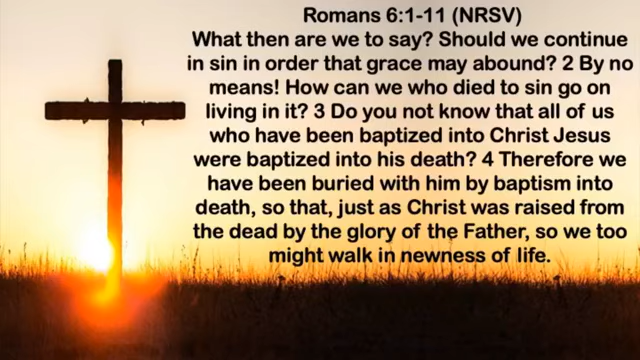 Romans 6:1-11 (NRSV)
What then are we to say? Should we continue
in sin in order that grace may abound? 2 By no
means! How can we who died to sin go on
living in it? 3 Do you not know that all of us
who have been baptized into Christ Jesus
were baptized into his death? 4 Therefore we
have been buried with him by baptism into
death, so that, just as Christ was raised from
the dead by the glory of the Father, so we too
might walk in newness of life.